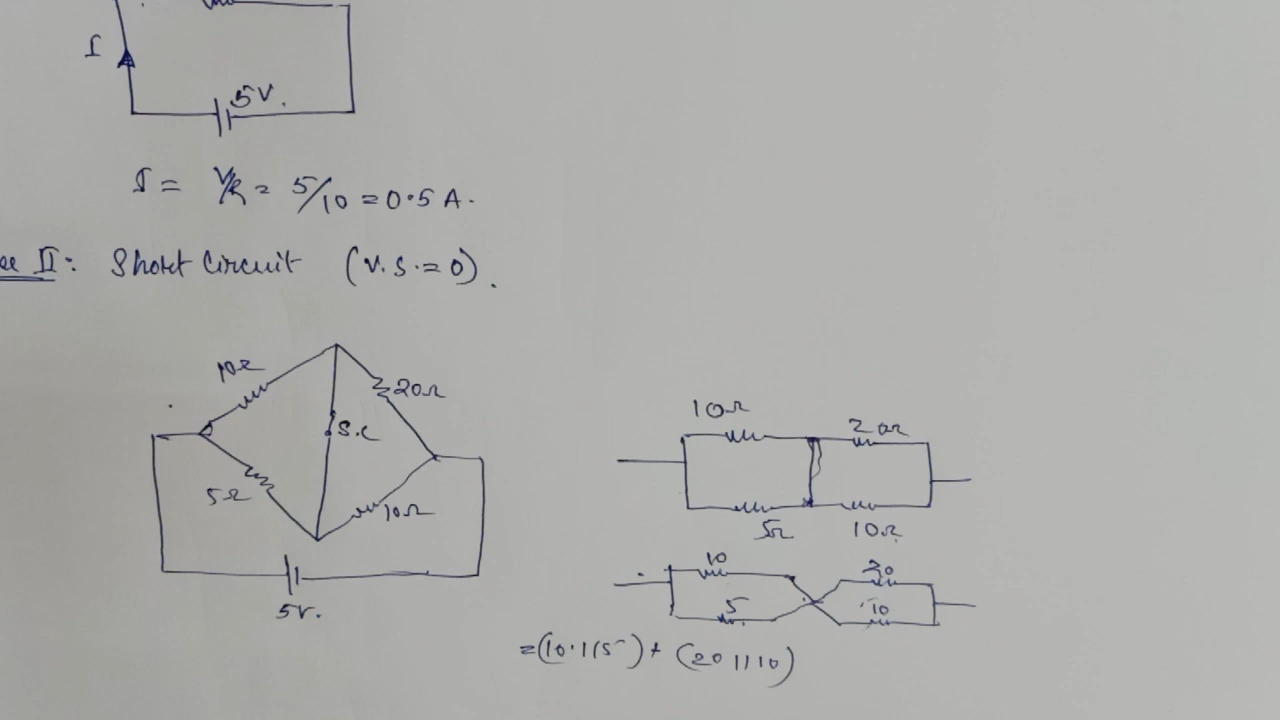 I
5V.
I = V/R = 5/10 = 0.5 A.
II: Short Circuit (V.S. = 0).
10Ω
20Ω
S.C
5Ω
10Ω
5V.
10Ω
20Ω
5Ω
10Ω
10
20
5
10
= (10 || 5) + (20 || 10)